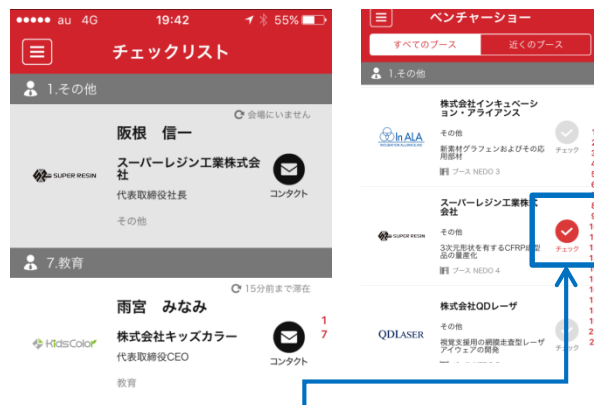 au 4G 19:42 55%
チェックリスト
1.その他
会場にいません
阪根 信一
スーパーレジン工業株式会
社
代表取締役社長
その他
SUPER RESIN
コンタクト
7.教育
15分前まで滞在
雨宮 みなみ
株式会社キッズカラー
代表取締役CEO
教育
KidsColor
コンタクト
1
7
ベンチャーショー
すべてのブース 近くのブース
1.その他
株式会社インキュベーシ
ョン・アライアンス
その他
新素材グラフェンおよびその応
用部材
ブース NEDO 3
InALA
チェック
スーパーレジン工業株式
会社
その他
3次元形状を有するCFRP成型
品の量産化
ブース NEDO 4
SUPER RESIN
チェック
株式会社QDレーザ
その他
視覚支援用の網膜走査型レーザ
アイウェアの開発
QDLASER
チェック